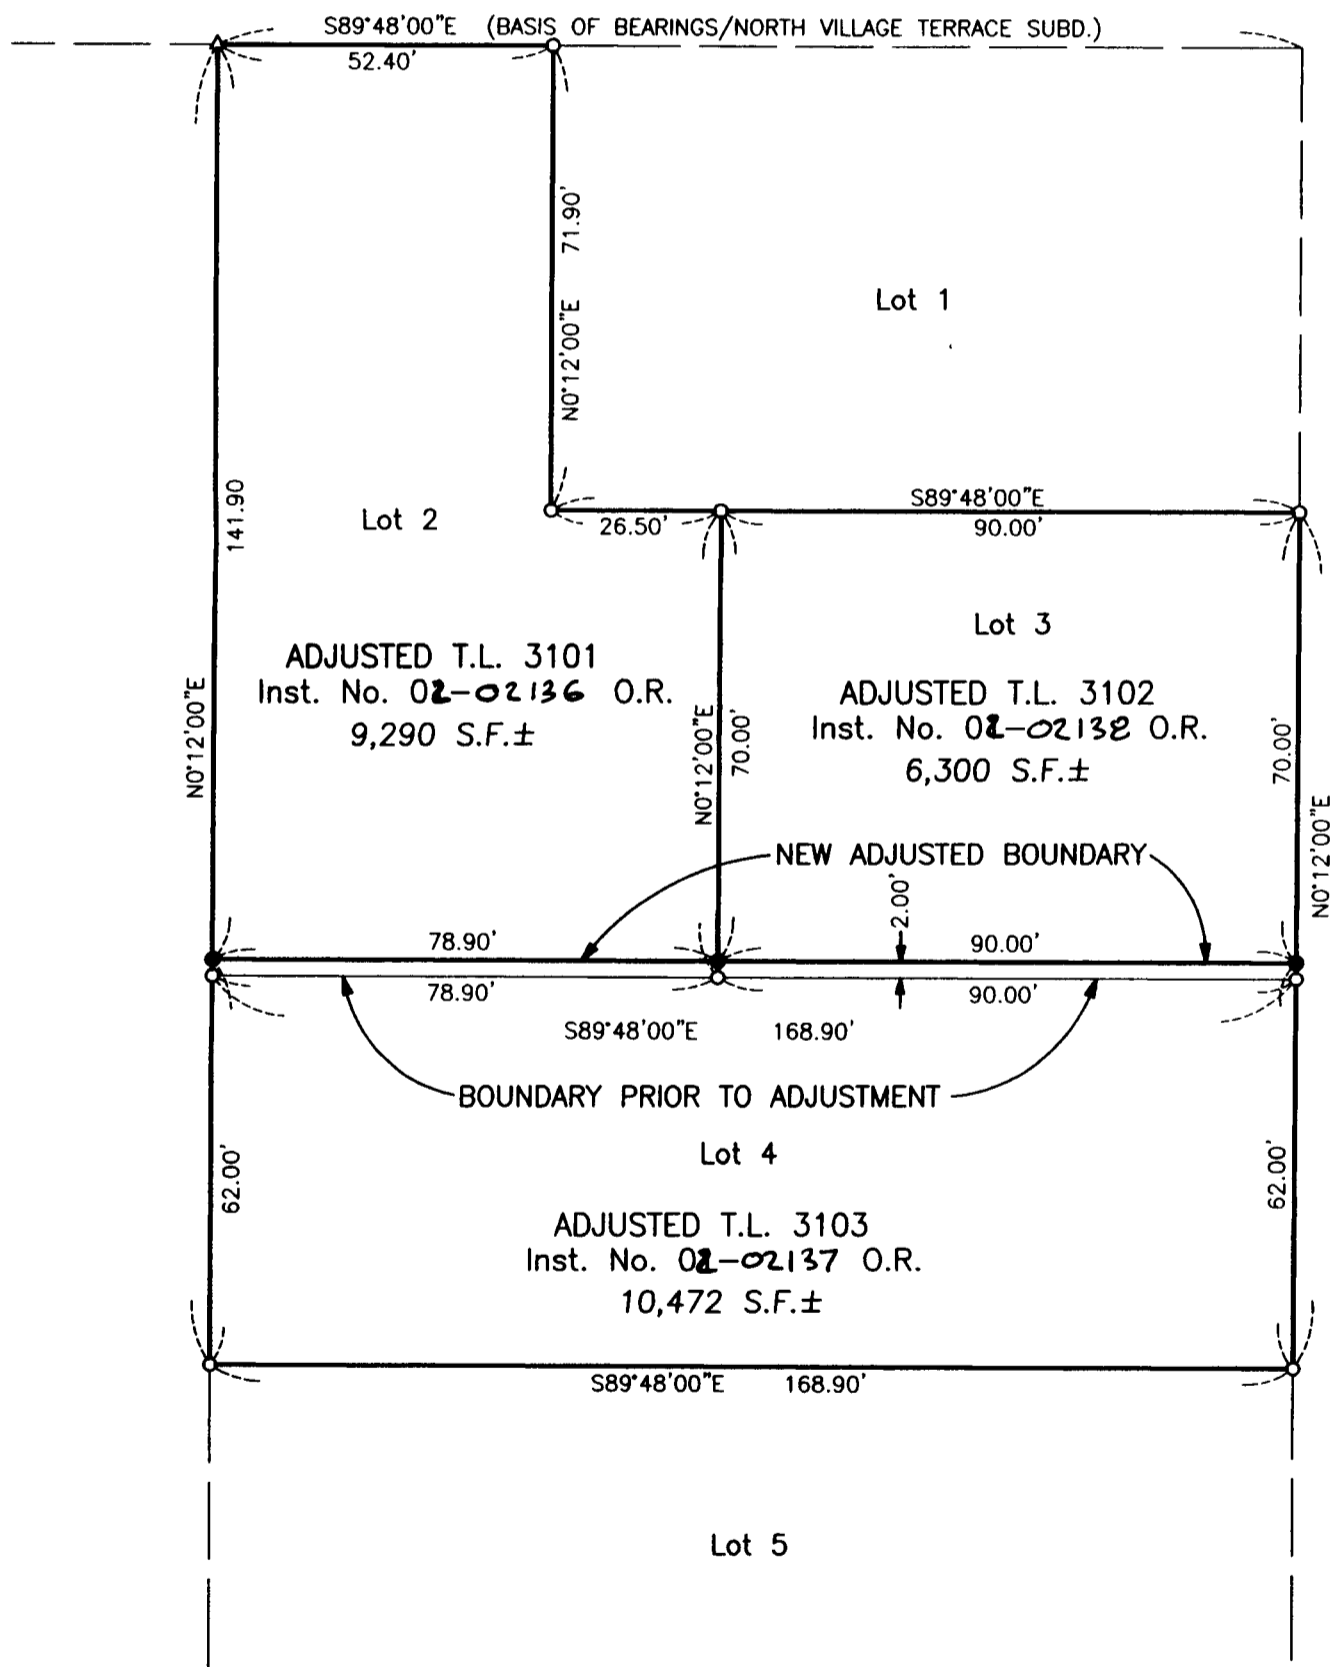 S89°48'00"E (BASIS OF BEARINGS/NORTH VILLAGE TERRACE SUBD.)
52.40'
71.90'
N0°12'00"E
Lot 1
141.90
N0°12'00"E
Lot 2
26.50'
S89°48'00"E
90.00'
Lot 3
ADJUSTED T.L. 3101
Inst. No. 02-02136 O.R.
9,290 S.F.±
N0°12'00"E
70.00'
ADJUSTED T.L. 3102
Inst. No. 02-02138 O.R.
6,300 S.F.±
70.00'
N0°12'00"E
NEW ADJUSTED BOUNDARY
2.00'
78.90'
90.00'
78.90'
90.00'
S89°48'00"E 168.90'
BOUNDARY PRIOR TO ADJUSTMENT
62.00'
Lot 4
62.00'
ADJUSTED T.L. 3103
Inst. No. 02-02137 O.R.
10,472 S.F.±
S89°48'00"E 168.90'
Lot 5